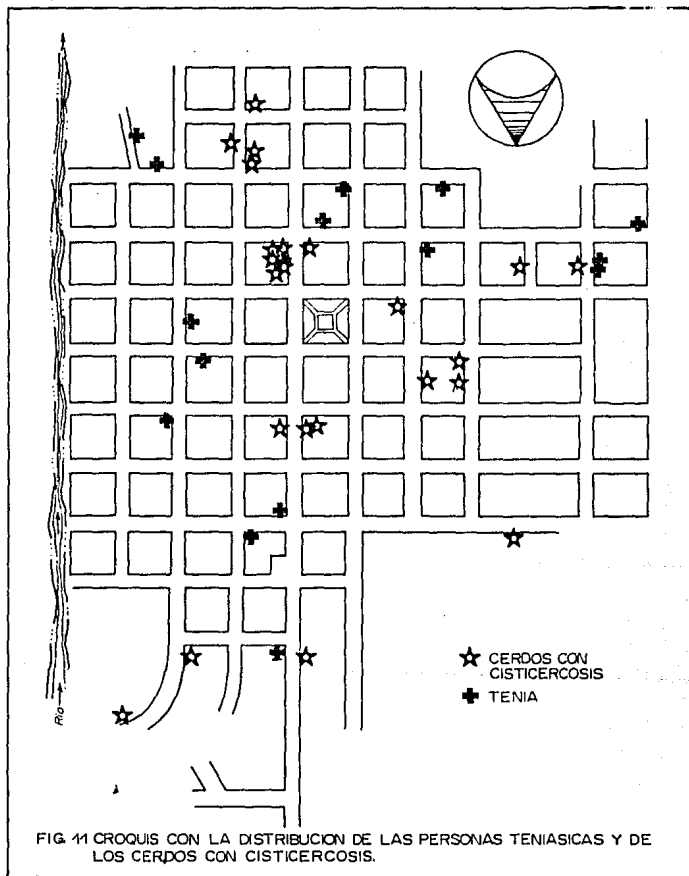 RIO
CERDOS CON
CISTICERCOSIS
TENIA
FIG. 11 CROQUIS CON LA DISTRIBUCION DE LAS PERSONAS TENIASICAS Y DE
LOS CERDOS CON CISTICERCOSIS.